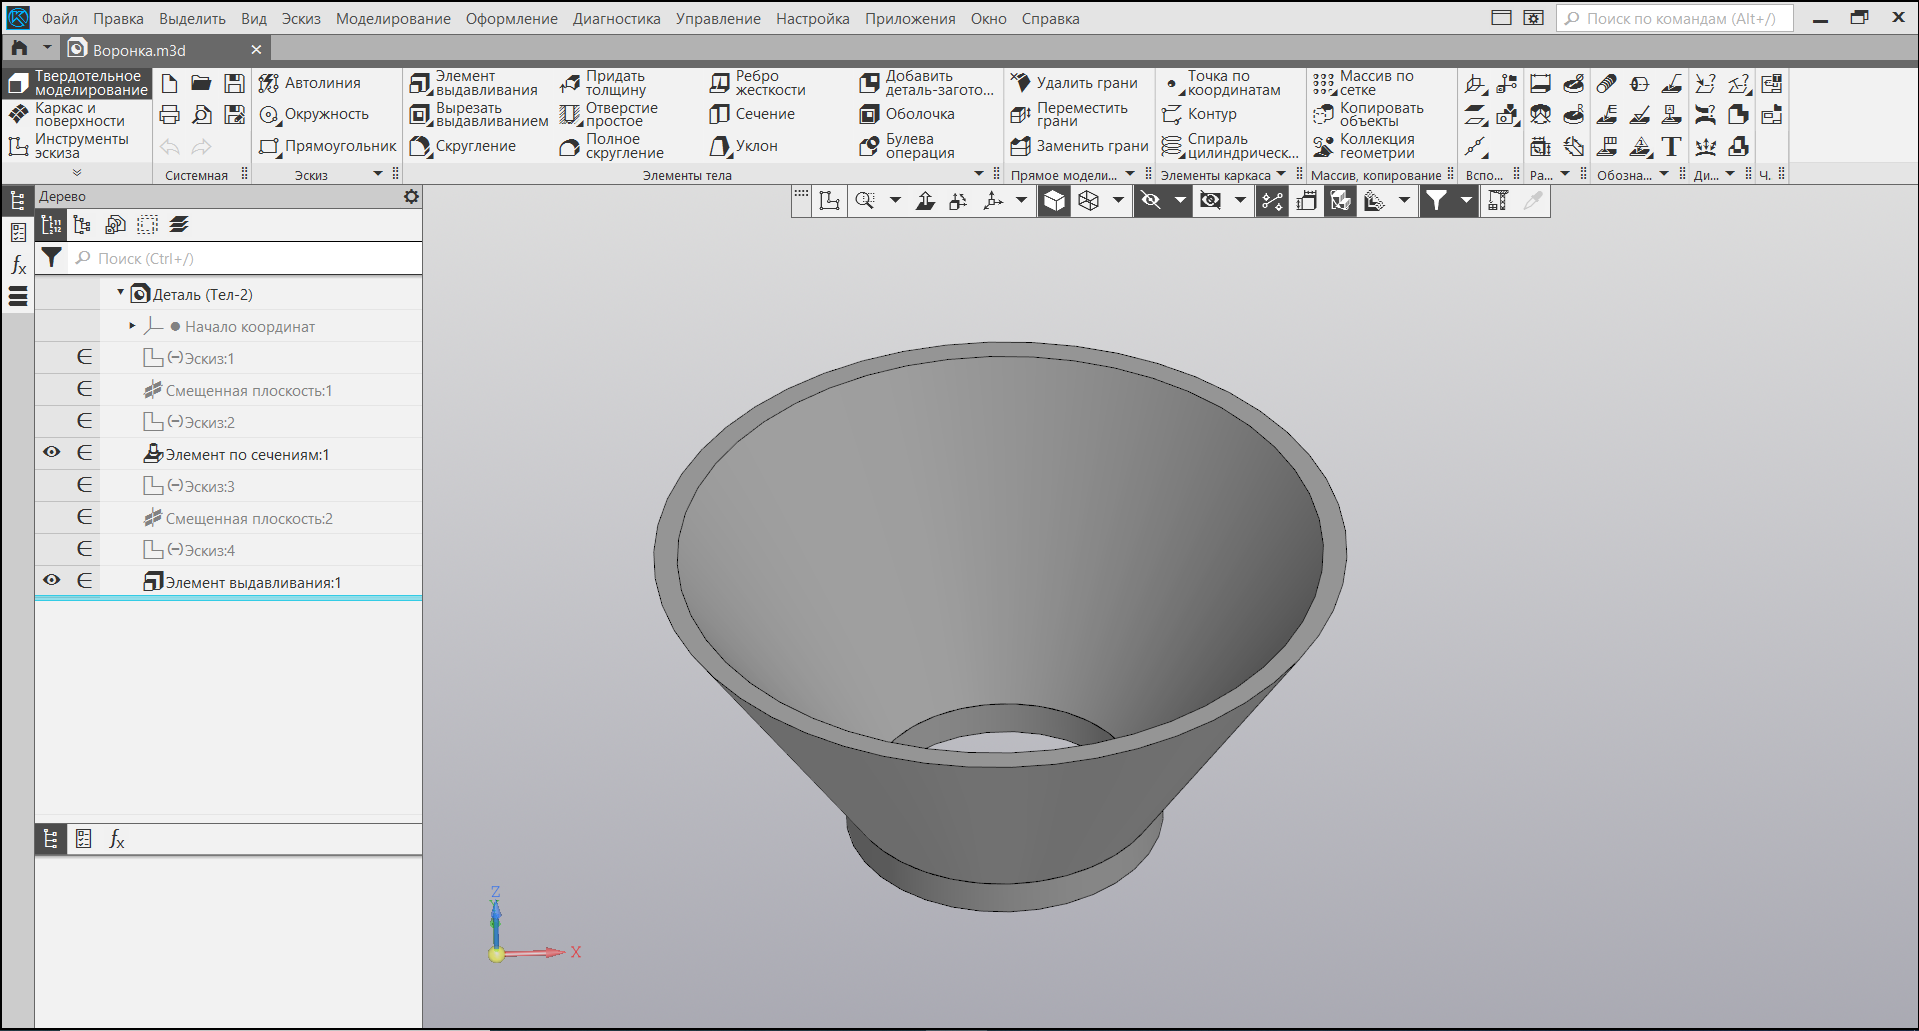 Файл Правка Выделить Вид Эскиз Моделирование Оформление Диагностика Управление Настройка Приложения Окно Справка Поиск по командам (Alt+/)
Воронка.m3d
Твердотельное моделирование
Каркас и поверхности
Инструменты эскиза
Системная
Автолиния
Окружность
Прямоугольник
Эскиз
Элемент выдавливания
Вырезать выдавливанием
Скругление
Придать толщину
Отверстие простое
Полное скругление
Ребро жесткости
Сечение
Уклон
Добавить деталь-загото...
Оболочка
Булева операция
Элементы тела
Удалить грани
Переместить грани
Заменить грани
Прямое модели...
Точка по координатам
Контур
Спираль цилиндрическ...
Элементы каркаса
Массив по сетке
Копировать объекты
Коллекция геометрии
Массив, копирование
Вспо...
Ра...
Обозна...
Ди...
Ч.
Дерево
Поиск (Ctrl+/)
Деталь (Тел-2)
Начало координат
(−)Эскиз:1
Смещенная плоскость:1
(−)Эскиз:2
Элемент по сечениям:1
(−)Эскиз:3
Смещенная плоскость:2
(−)Эскиз:4
Элемент выдавливания:1
Z
X